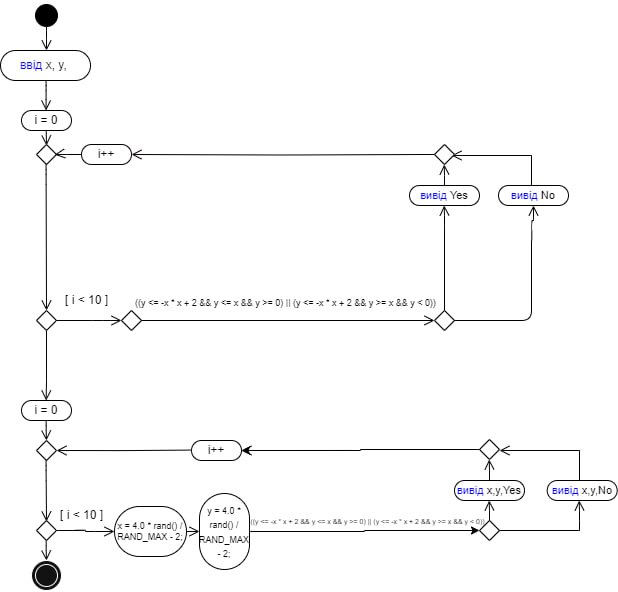 ввід x, y,
i = 0
i++
вивід Yes
вивід No
[ i < 10 ]
((y <= -x * x + 2 && y <= x && y >= 0) || (y <= -x * x + 2 && y >= x && y < 0))
i = 0
i++
вивід x,y,Yes
вивід x,y,No
[ i < 10 ]
x = 4.0 * rand() /
RAND_MAX - 2;
y = 4.0 *
rand() /
RAND_MAX
- 2;
((y <= -x * x + 2 && y <= x && y >= 0) || (y <= -x * x + 2 && y >= x && y < 0))